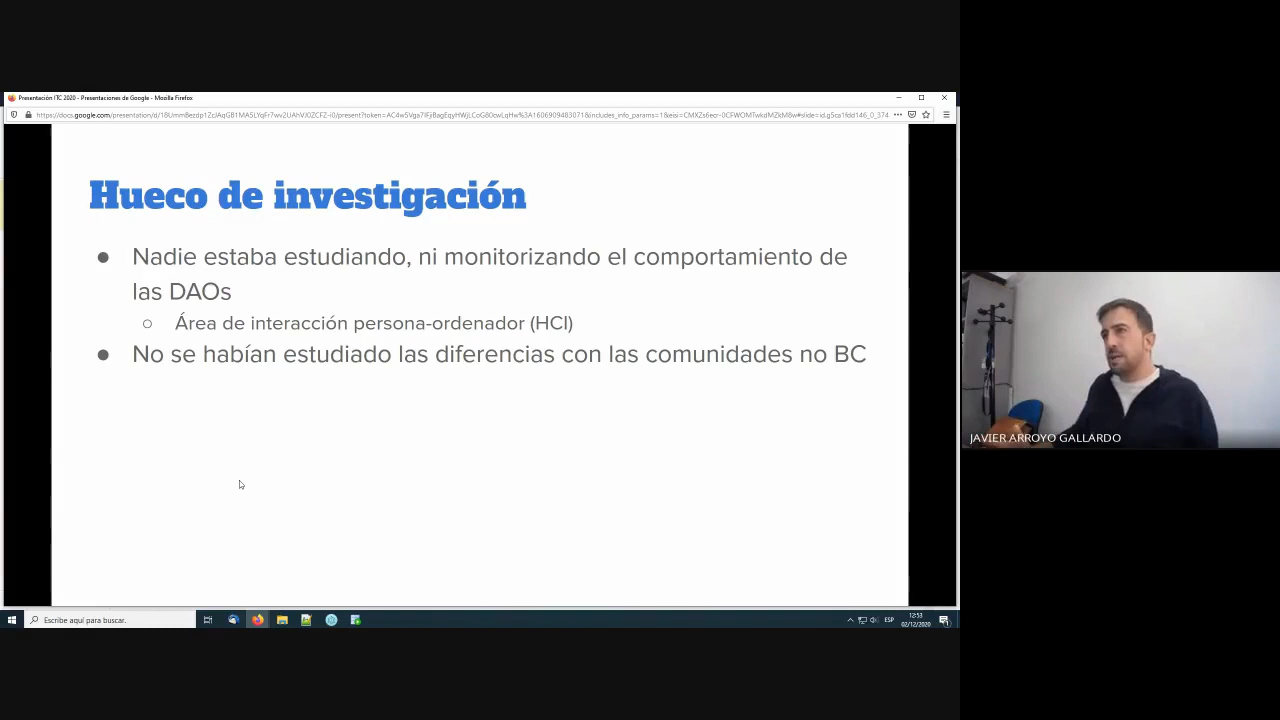 Presentación ITC 2020 - Presentaciones de Google - Mozilla Firefox
Hueco de investigación
● Nadie estaba estudiando, ni monitorizando el comportamiento de
las DAOs
○ Área de interacción persona-ordenador (HCI)
● No se habían estudiado las diferencias con las comunidades no BC
JAVIER ARROYO GALLARDO
Escribe aquí para buscar.
ESP
12:53
02/12/2020